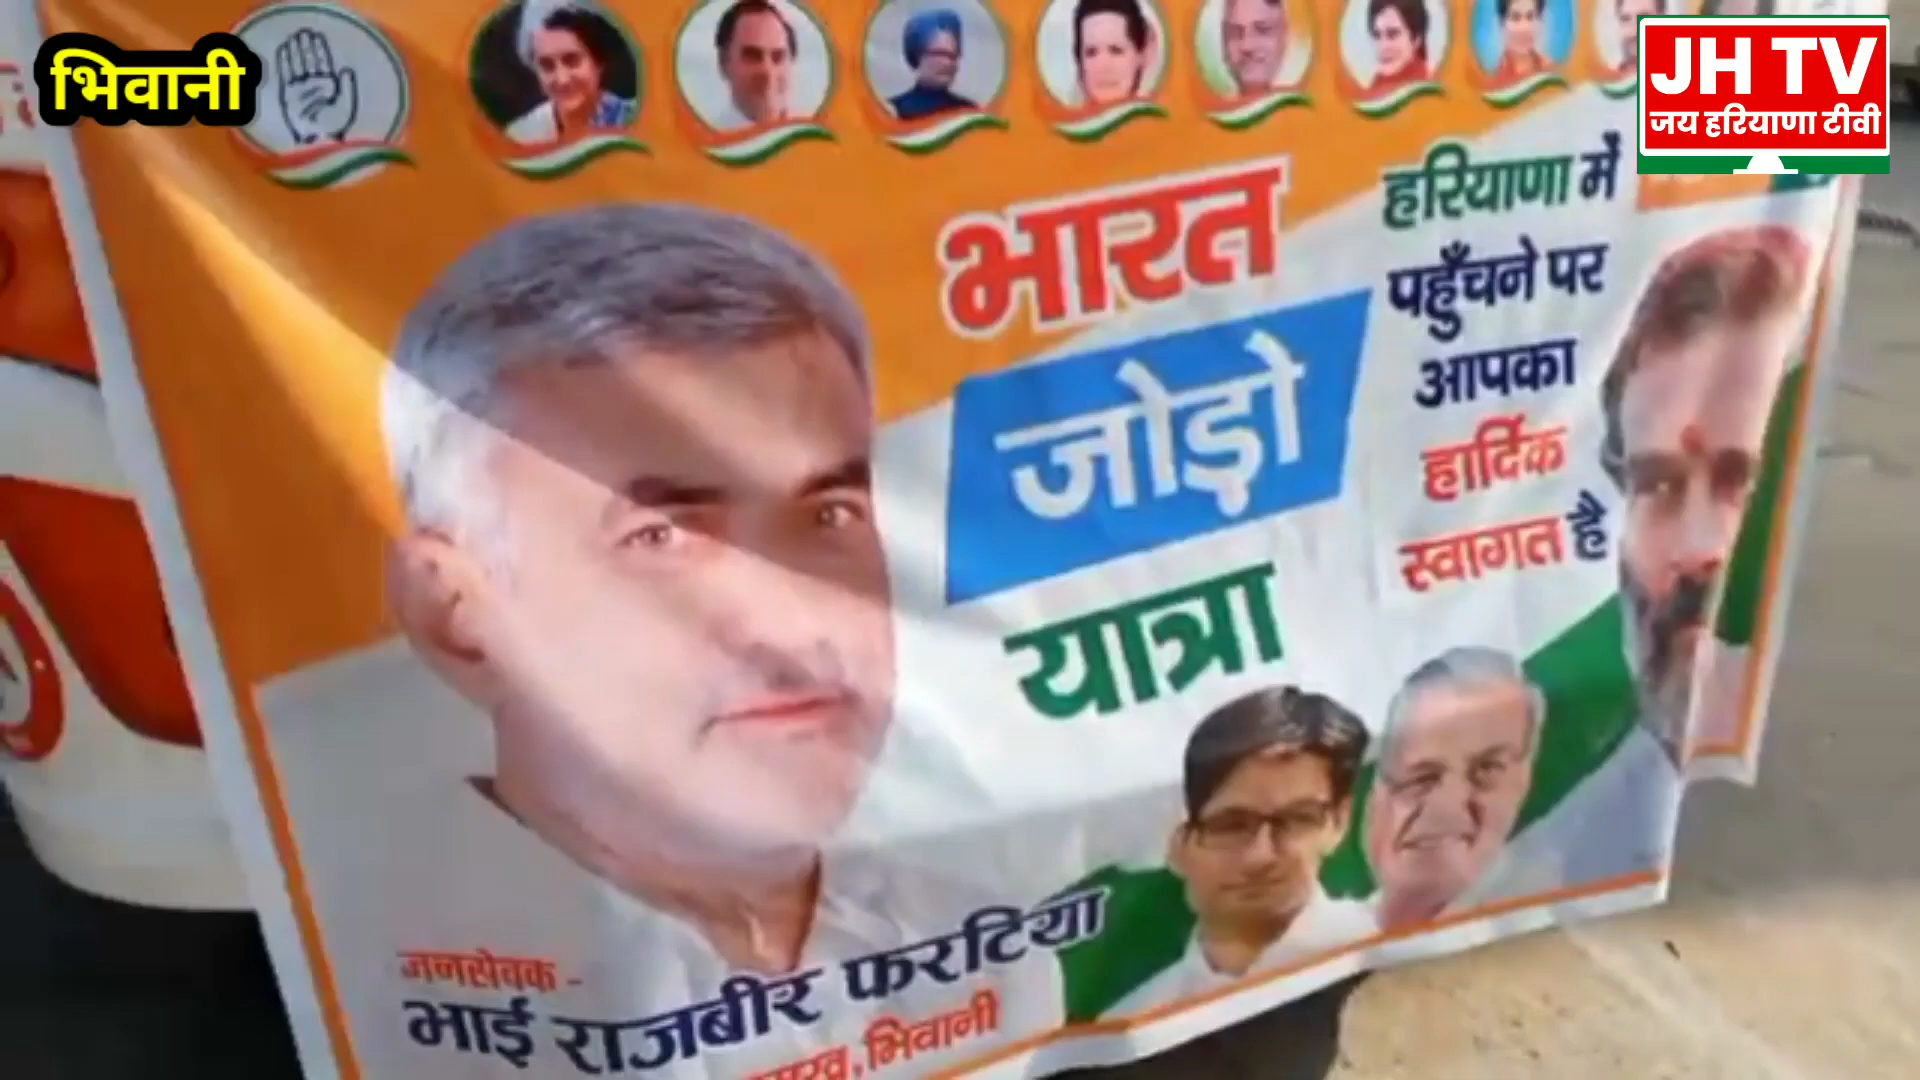 भिवानी
JH TV
जय हरियाणा टीवी
भारत
जोड़ो
यात्रा
हरियाणा में
पहुँचने पर
आपका
हार्दिक
स्वागत है
जनसेवक -
भाई राजबीर फरटिया
भिवानी